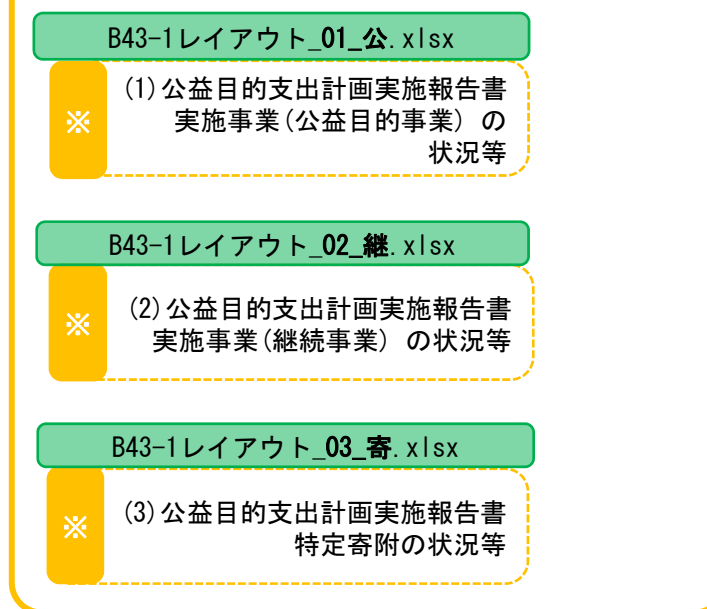 B43-1レイアウト_01_公.xlsx
※
(1)公益目的支出計画実施報告書
実施事業(公益目的事業) の
状況等
B43-1レイアウト_02_継.xlsx
※
(2)公益目的支出計画実施報告書
実施事業(継続事業) の状況等
B43-1レイアウト_03_寄.xlsx
※
(3)公益目的支出計画実施報告書
特定寄附の状況等